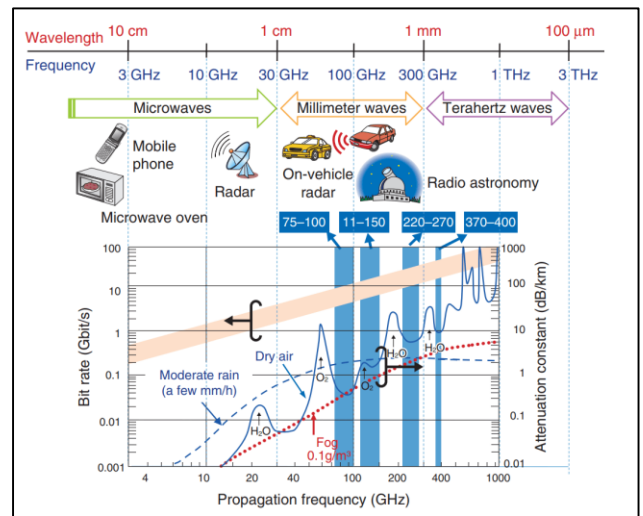 Wavelength 10 cm 1 cm 1 mm 100 μm
Frequency
3 GHz 10 GHz 30 GHz 100 GHz 300 GHz 1 THz 3 THz
Microwaves Millimeter waves Terahertz waves
Mobile
phone
Radar
On-vehicle
radar
Radio astronomy
Microwave oven
75–100 11–150 220–270 370–400
Bit rate (Gbit/s)
100
10
1
0.1
0.01
0.001
Attenuation constant (dB/km)
1000
100
10
1
0.1
0.01
Moderate rain
(a few mm/h)
Dry air
H₂O
O₂
O₂
H₂O
H₂O
Fog
0.1g/m³
4 10 20 40 100 200 400 1000
Propagation frequency (GHz)